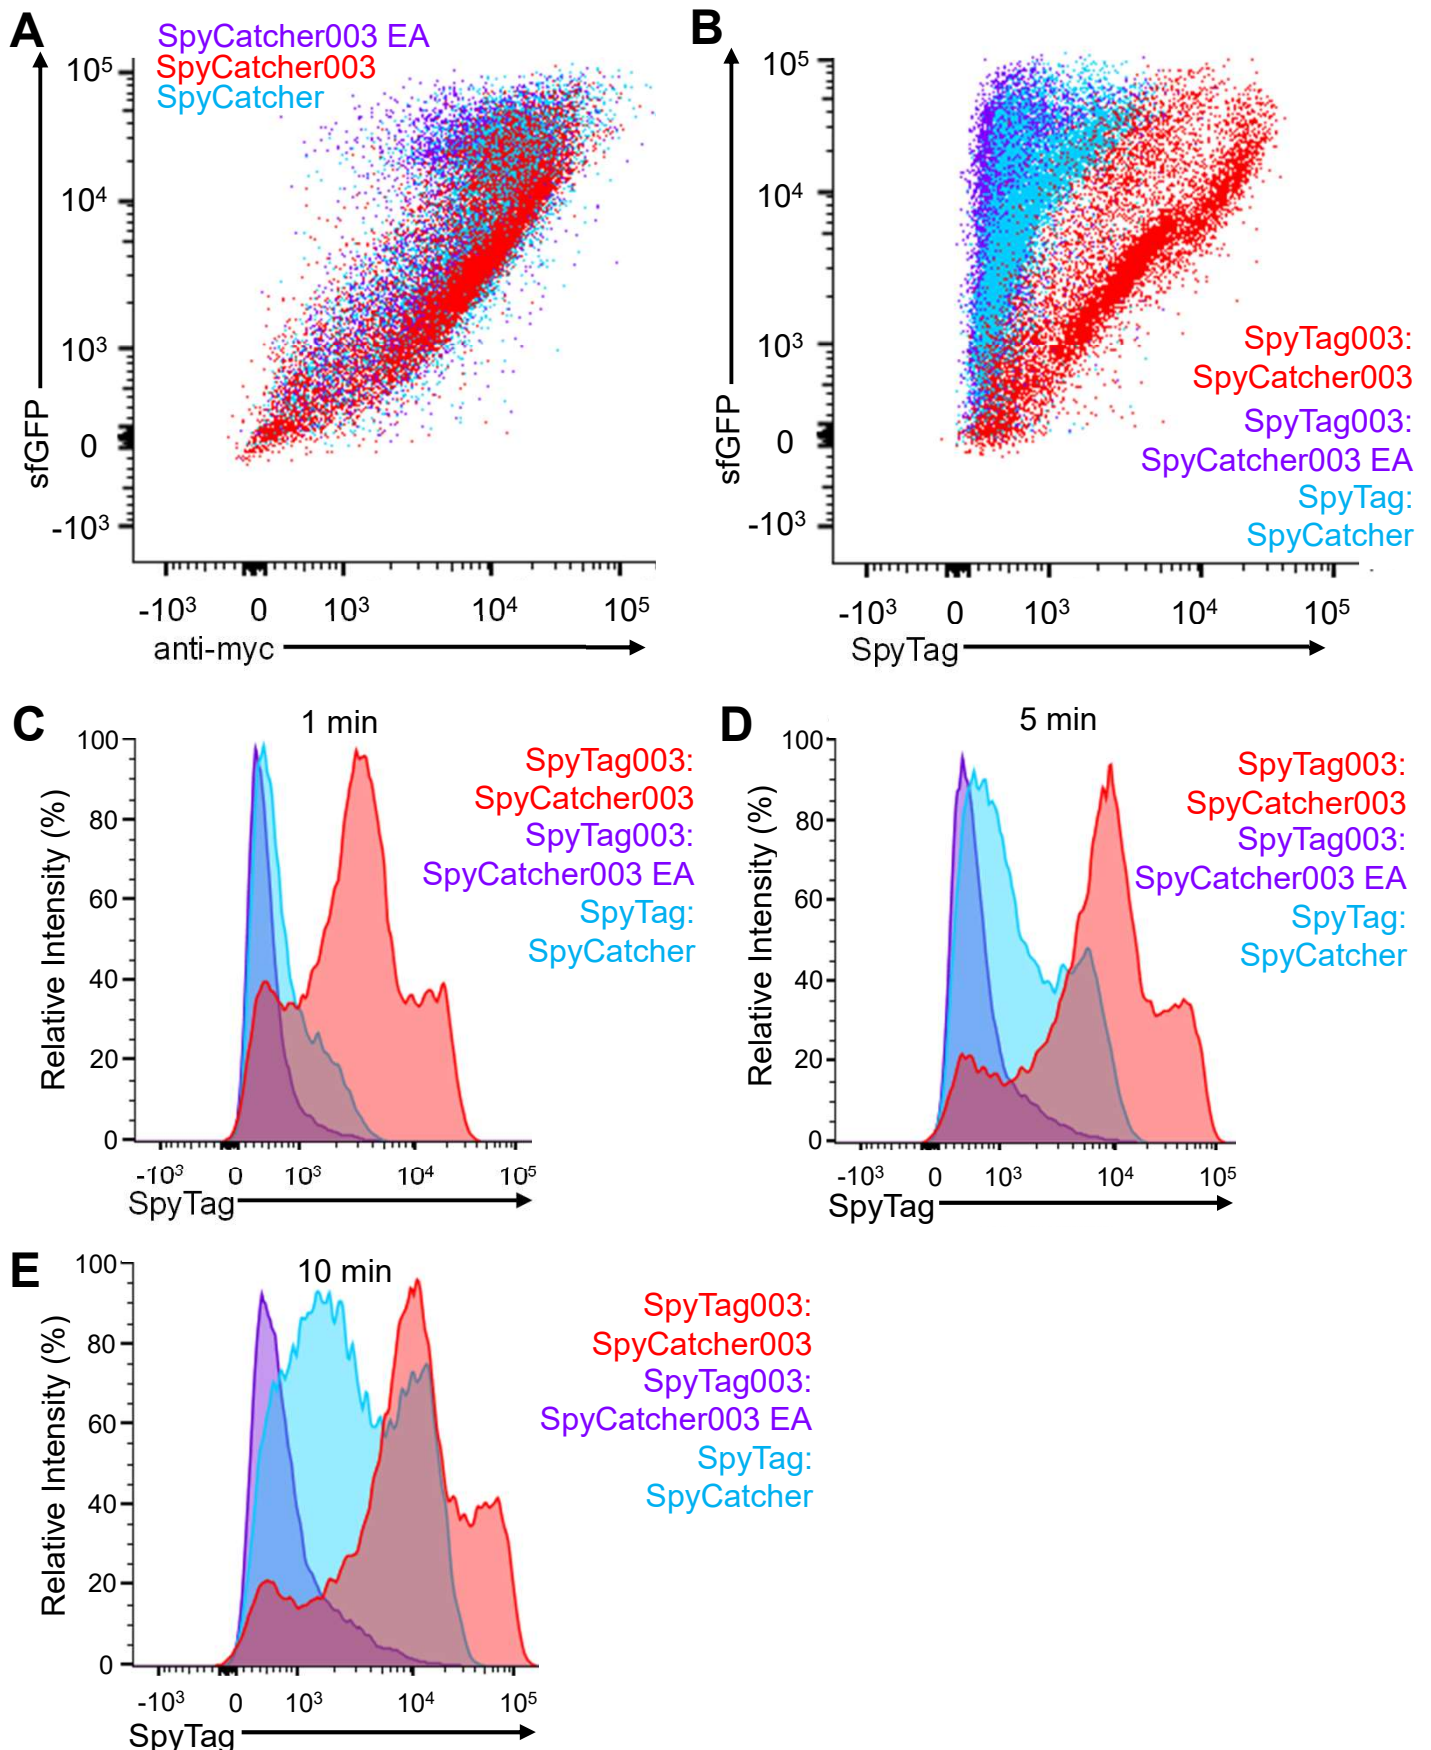 A
SpyCatcher003 EA
SpyCatcher003
SpyCatcher
10⁵
10⁴
10³
0
-10³
sfGFP
-10³ 0 10³ 10⁴ 10⁵
anti-myc
B
10⁵
10⁴
10³
0
-10³
sfGFP
SpyTag003:
SpyCatcher003
SpyTag003:
SpyCatcher003 EA
SpyTag:
SpyCatcher
-10³ 0 10³ 10⁴ 10⁵
SpyTag
C
1 min
100
80
60
40
20
0
Relative Intensity (%)
SpyTag003:
SpyCatcher003
SpyTag003:
SpyCatcher003 EA
SpyTag:
SpyCatcher
-10³ 0 10³ 10⁴ 10⁵
SpyTag
D
5 min
100
80
60
40
20
0
Relative Intensity (%)
SpyTag003:
SpyCatcher003
SpyTag003:
SpyCatcher003 EA
SpyTag:
SpyCatcher
-10³ 0 10³ 10⁴ 10⁵
SpyTag
E
10 min
100
80
60
40
20
0
Relative Intensity (%)
SpyTag003:
SpyCatcher003
SpyTag003:
SpyCatcher003 EA
SpyTag:
SpyCatcher
-10³ 0 10³ 10⁴ 10⁵
SpyTag